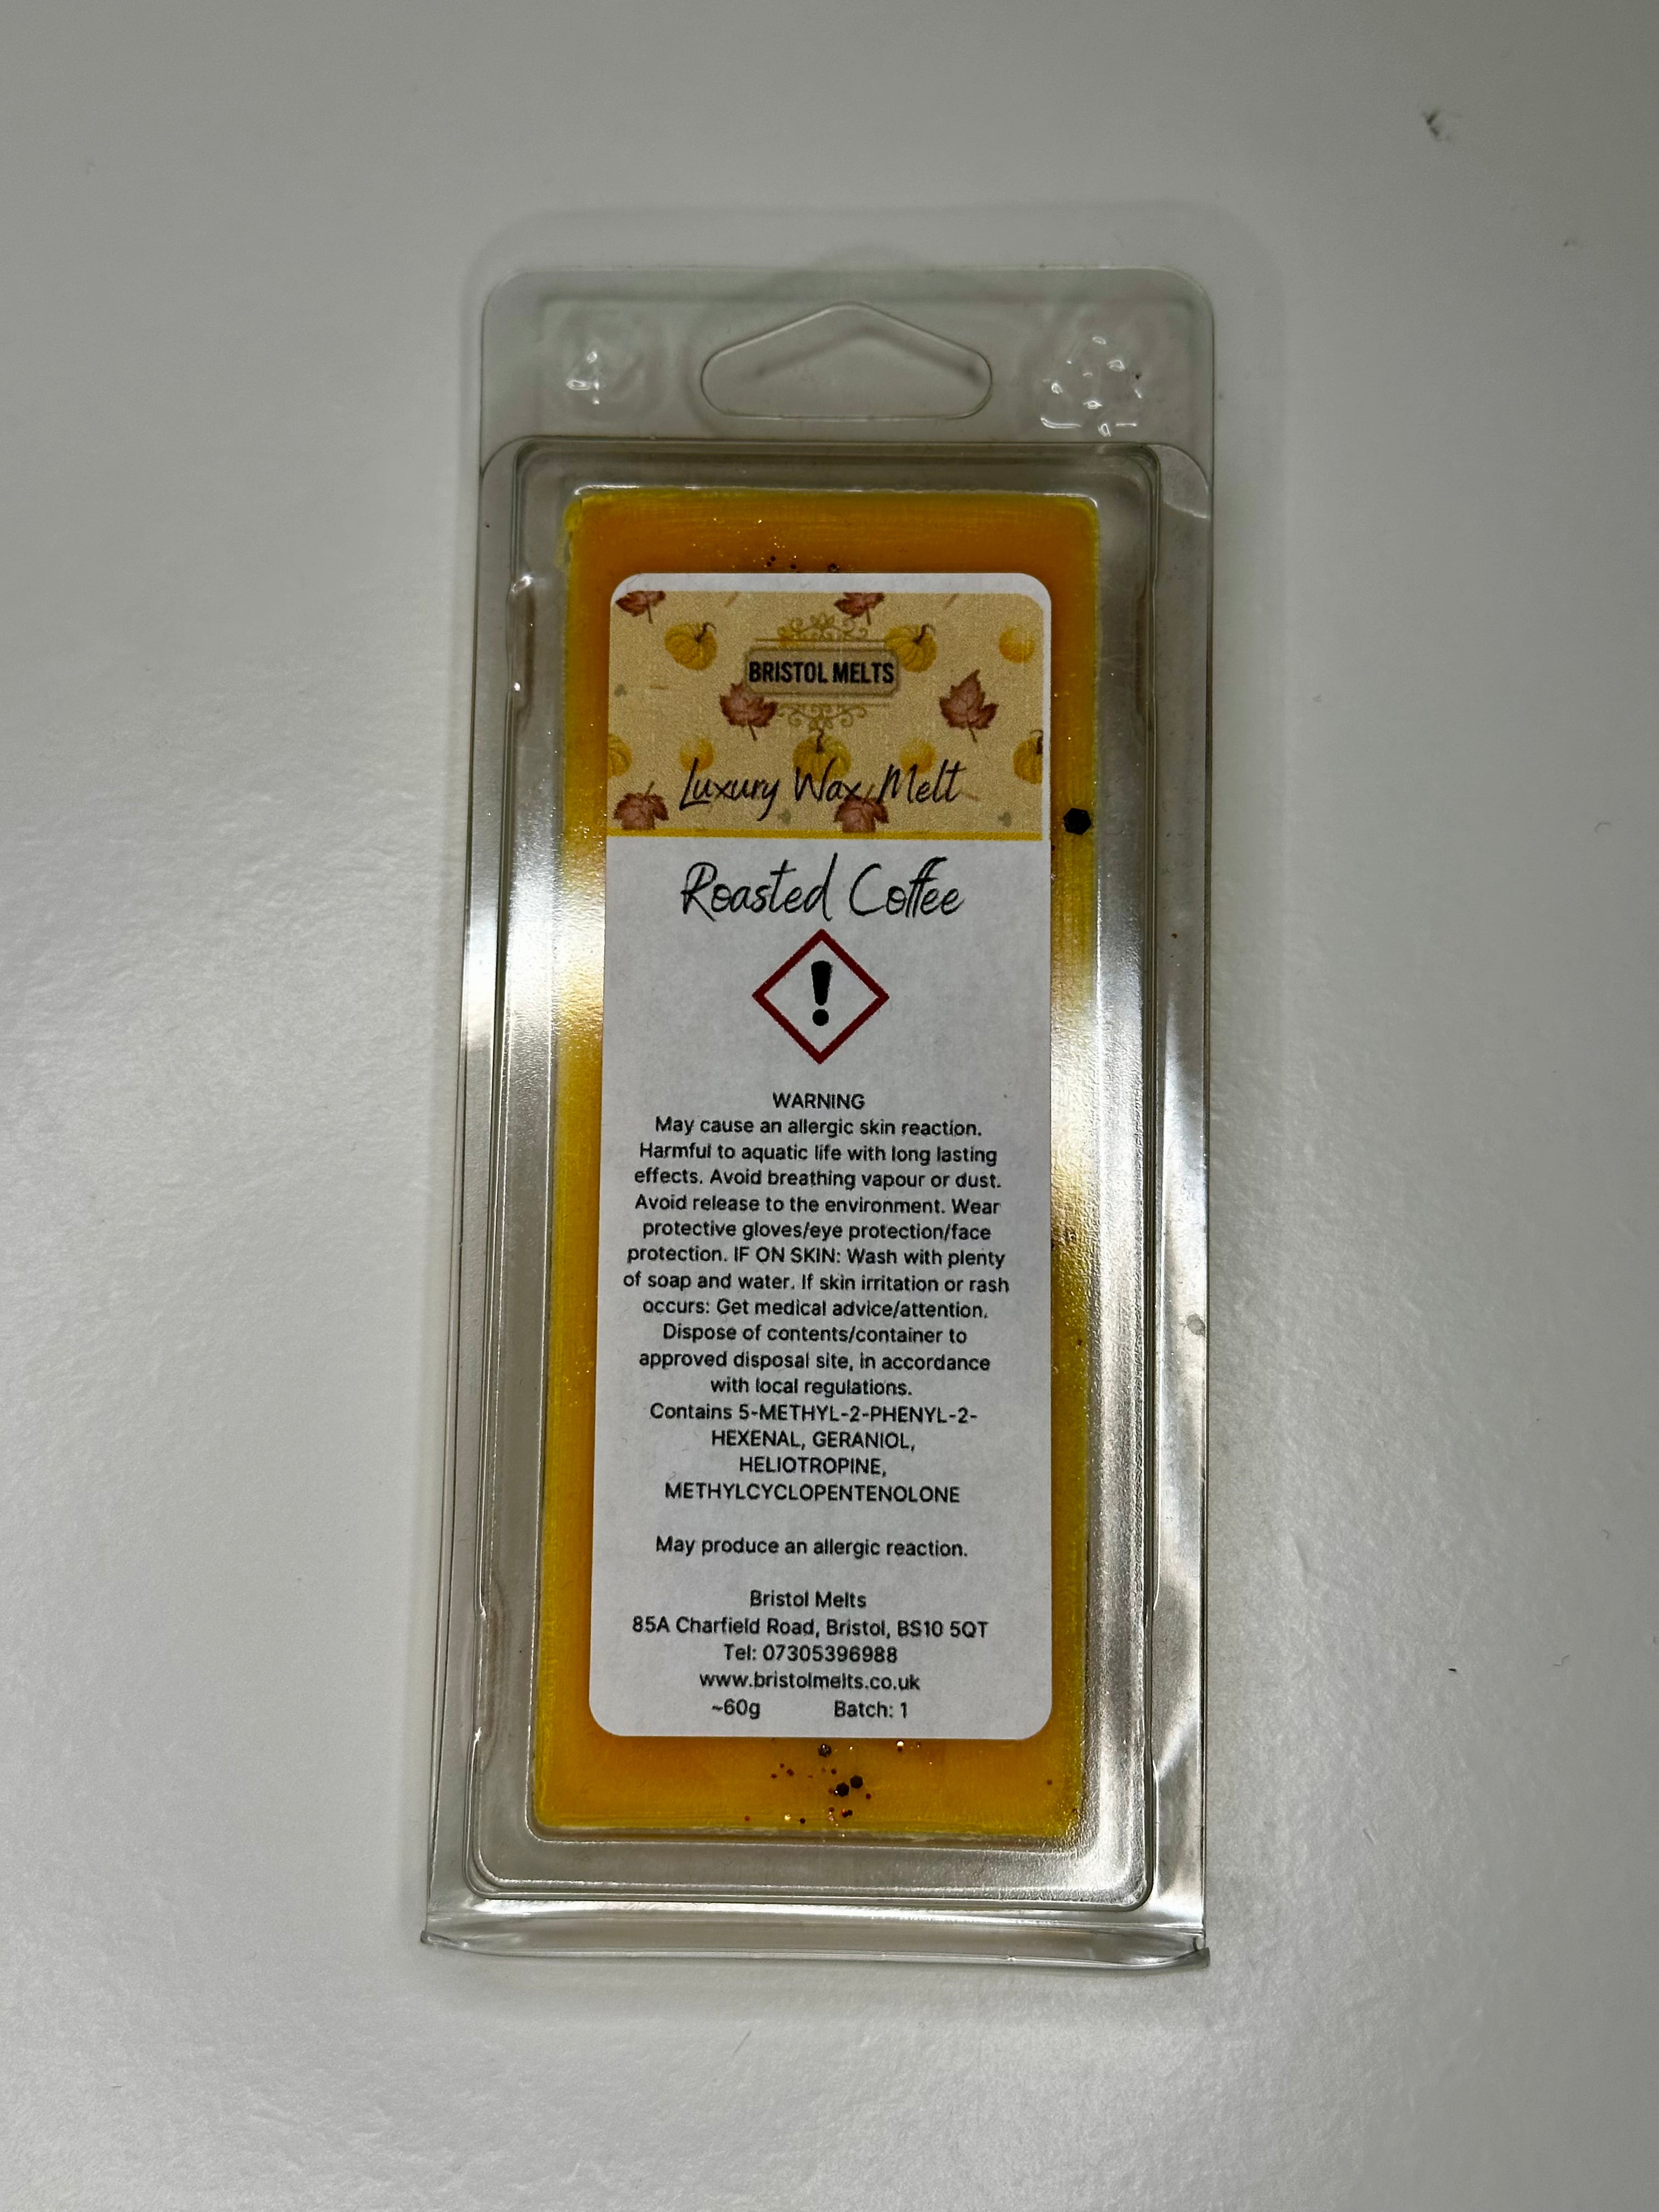 BRISTOL MELTS
Luxury Wax Melt
Roasted Coffee
WARNING
May cause an allergic skin reaction.
Harmful to aquatic life with long lasting
effects. Avoid breathing vapour or dust.
Avoid release to the environment. Wear
protective gloves/eye protection/face
protection. IF ON SKIN: Wash with plenty
of soap and water. If skin irritation or rash
occurs: Get medical advice/attention.
Dispose of contents/container to
approved disposal site, in accordance
with local regulations.
Contains 5-METHYL-2-PHENYL-2-
HEXENAL, GERANIOL,
HELIOTROPINE,
METHYLCYCLOPENTENOLONE
May produce an allergic reaction.
Bristol Melts
85A Charfield Road, Bristol, BS10 5QT
Tel: 07305396988
www.bristolmelts.co.uk
~60g Batch: 1